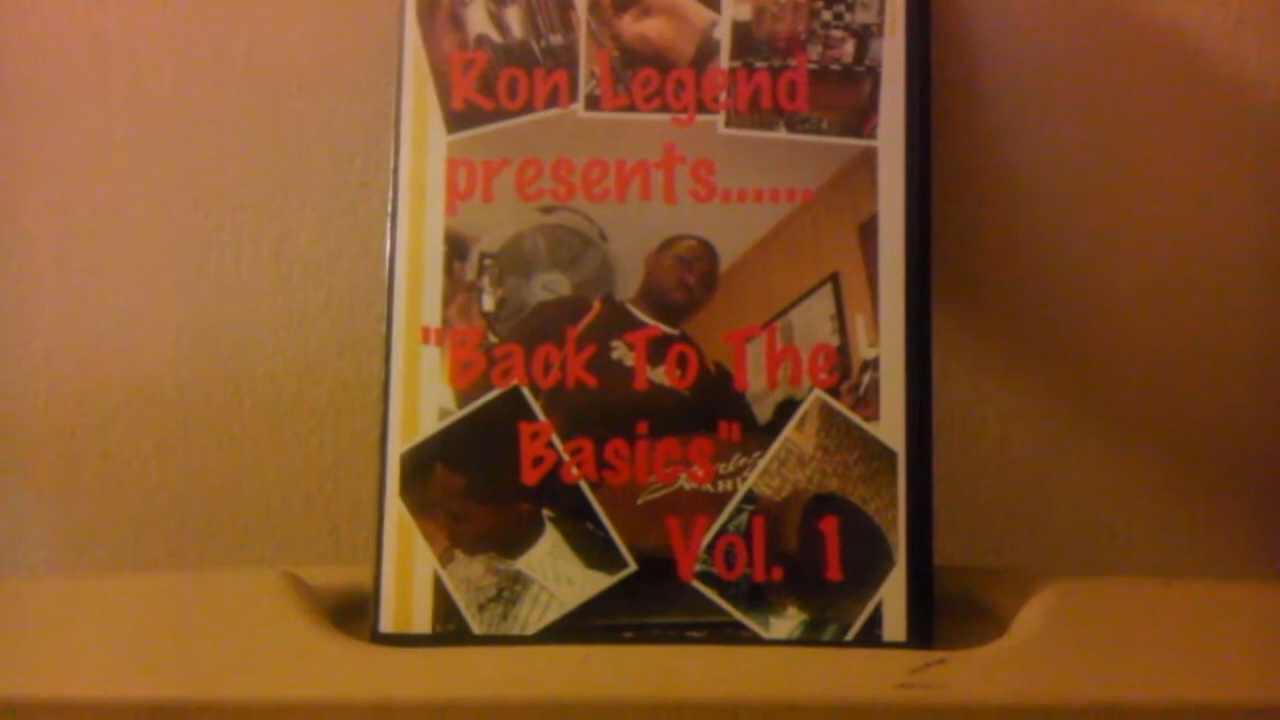 Ron Legend
presents......
"Back To The
Basics"
Vol. 1